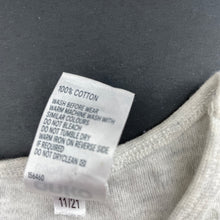 100% COTTON
WASH BEFORE WEAR
WARM MACHINE WASH WITH
SIMILAR COLOURS
DO NOT BLEACH
DO NOT TUMBLE DRY
WARM IRON ON REVERSE
IF REQUIRED
DO NOT DRYCLEAN
156460
11/21